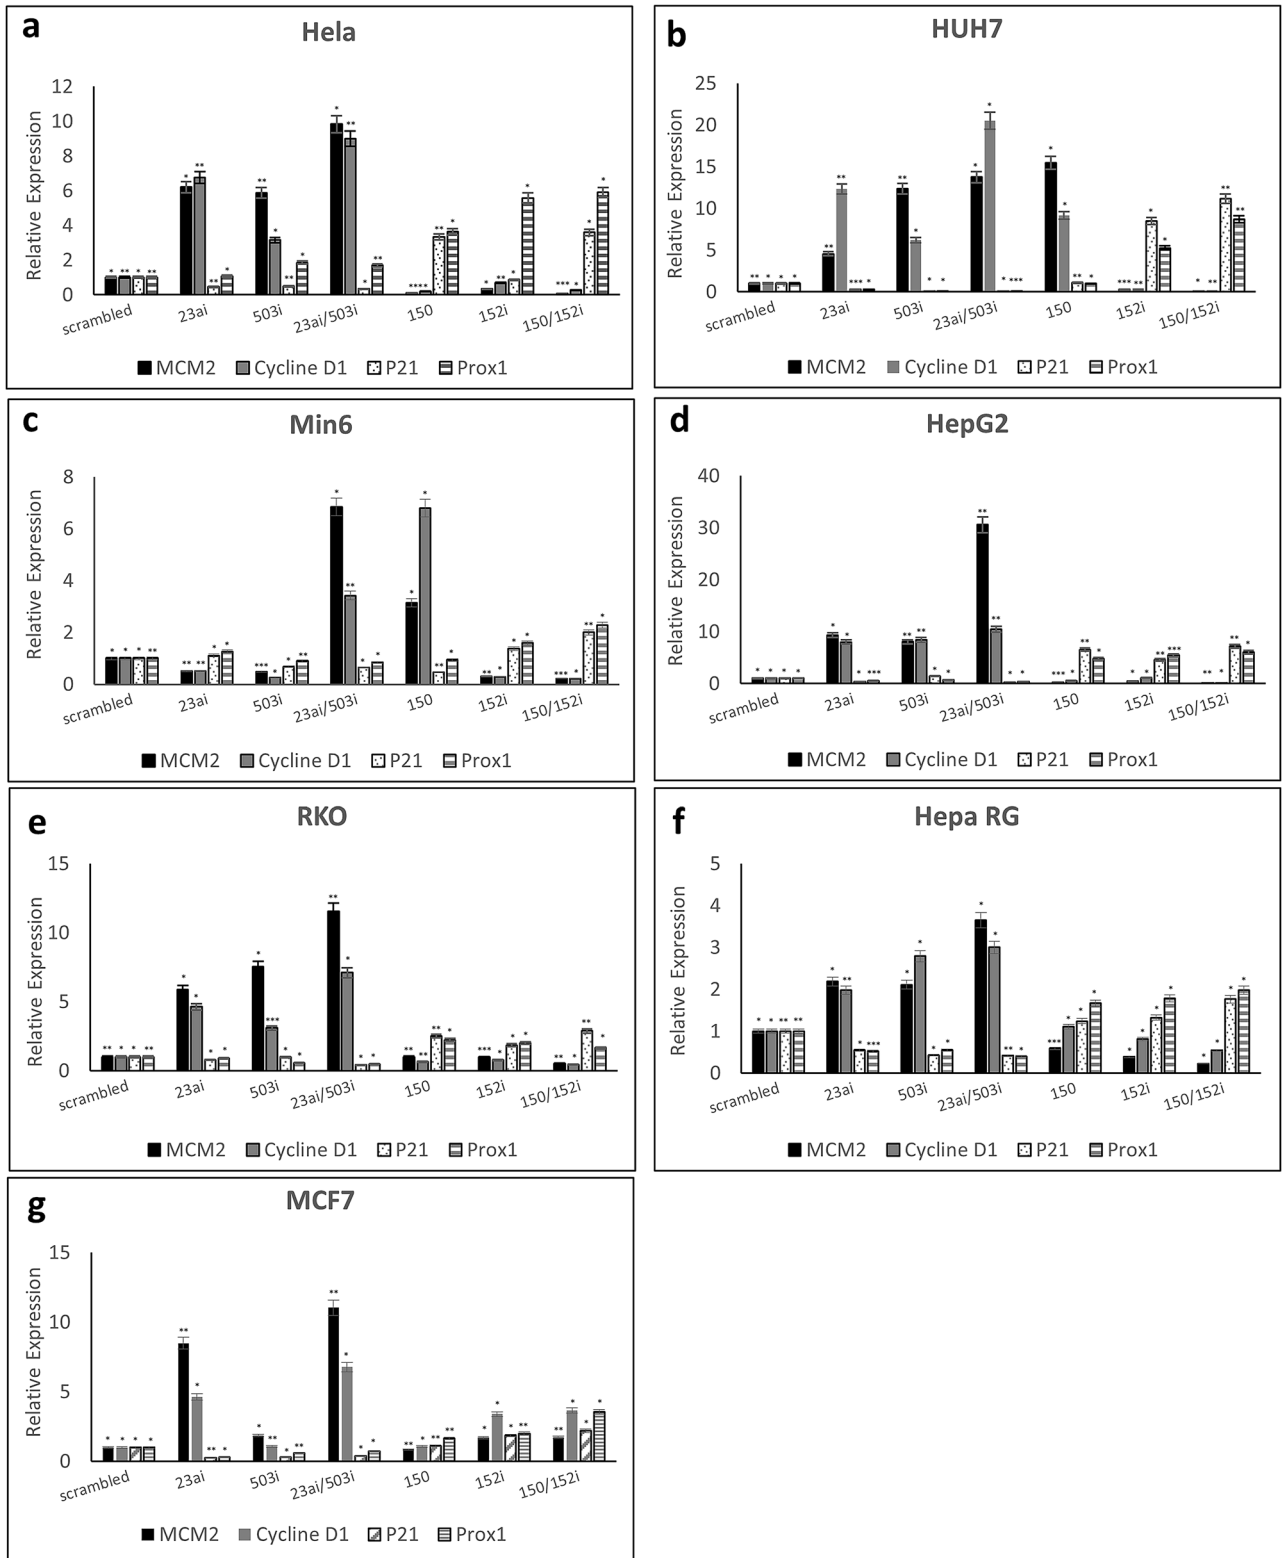 a
Hela
Relative Expression
12
10
8
6
4
2
0
* ** * **
* ** ** *
** * ** *
* ** * **
**** ** *
* ** * *
*** * * *
scrambled 23ai 503i 23ai/503i 150 152i 150/152i
MCM2 Cycline D1 P21 Prox1
b
HUH7
Relative Expression
25
20
15
10
5
0
** * * *
** ** *** *
** * * *
* * * ***
* * ** *
*** ** * *
* ** ** **
scrambled 23ai 503i 23ai/503i 150 152i 150/152i
MCM2 Cycline D1 P21 Prox1
c
Min6
Relative Expression
8
6
4
2
0
* * ** **
** ** * *
*** * * **
* ** * *
* * ** *
** * * *
*** * ** *
scrambled 23ai 503i 23ai/503i 150 152i 150/152i
MCM2 Cycline D1 P21 Prox1
d
HepG2
Relative Expression
40
30
20
10
0
* * * *
* * * ***
** ** * *
** ** * *
*** * ** *
* * ** ***
** * ** *
scrambled 23ai 503i 23ai/503i 150 152i 150/152i
MCM2 Cycline D1 P21 Prox1
e
RKO
Relative Expression
15
10
5
0
** * * **
* * * *
* *** * *
** * * *
** ** ** *
*** * * *
** * ** *
scrambled 23ai 503i 23ai/503i 150 152i 150/152i
MCM2 Cycline D1 P21 Prox1
f
Hepa RG
Relative Expression
5
4
3
2
1
0
* * ** **
* ** * ***
* * * *
* * ** *
*** * * *
* * * *
* * * *
scrambled 23ai 503i 23ai/503i 150 152i 150/152i
MCM2 Cycline D1 P21 Prox1
g
MCF7
Relative Expression
15
10
5
0
* * * *
** * ** *
* * * **
** * * *
** * ** *
* * * **
** * * *
scrambled 23ai 503i 23ai/503i 150 152i 150/152i
MCM2 Cycline D1 P21 Prox1